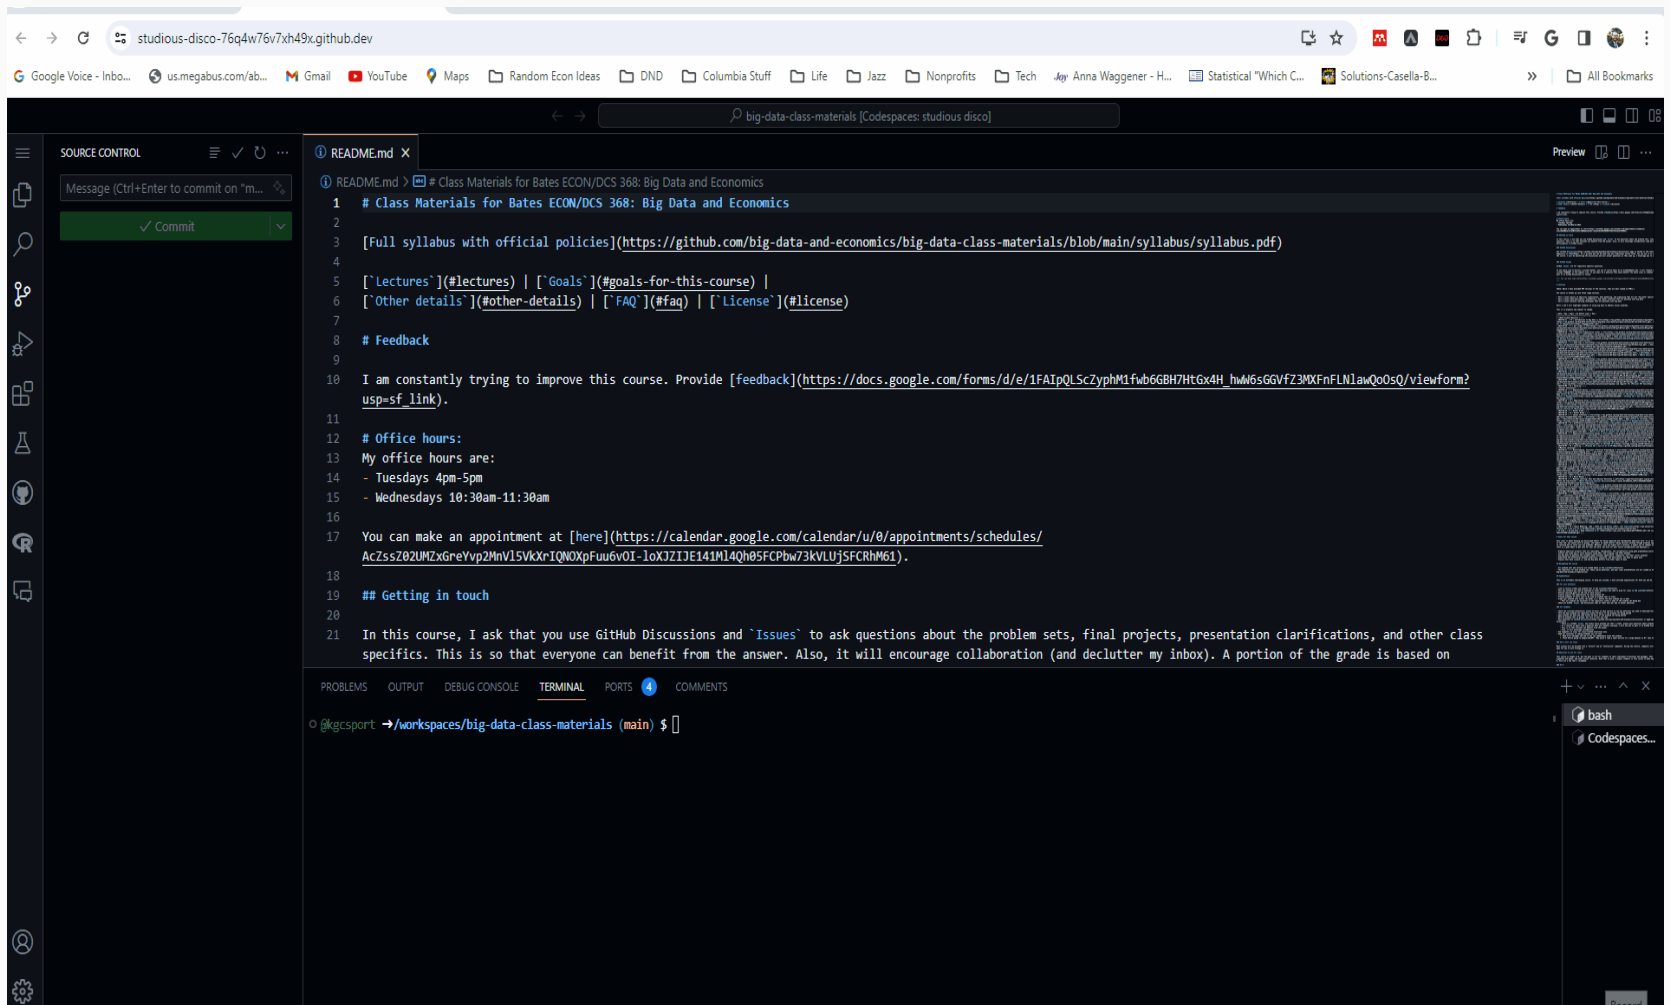 studious-disco-76q4w76v7xh49x.github.dev
Google Voice - Inbo... us.megabus.com/ab... Gmail YouTube Maps Random Econ Ideas DND Columbia Stuff Life Jazz Nonprofits Tech Anna Waggener - H... Statistical "Which C... Solutions-Casella-B... » All Bookmarks
big-data-class-materials [Codespaces: studious disco]
SOURCE CONTROL
Message (Ctrl+Enter to commit on "m...
Commit
README.md
Preview
README.md > # Class Materials for Bates ECON/DCS 368: Big Data and Economics
1 # Class Materials for Bates ECON/DCS 368: Big Data and Economics
2
3 [Full syllabus with official policies](https://github.com/big-data-and-economics/big-data-class-materials/blob/main/syllabus/syllabus.pdf)
4
5 [`Lectures`](#lectures) | [`Goals`](#goals-for-this-course) |
6 [`Other details`](#other-details) | [`FAQ`](#faq) | [`License`](#license)
7
8 # Feedback
9
10 I am constantly trying to improve this course. Provide [feedback](https://docs.google.com/forms/d/e/1FAIpQLScZyphM1fwb6GBH7HtGx4H_hwW6sGGVfZ3MXFnFLNlawQoOsQ/viewform?
usp=sf_link).
11
12 # Office hours:
13 My office hours are:
14 - Tuesdays 4pm-5pm
15 - Wednesdays 10:30am-11:30am
16
17 You can make an appointment at [here](https://calendar.google.com/calendar/u/0/appointments/schedules/
AcZssZ02UMZxGreYvp2MnVl5VkXrIQNOXpFuu6vOI-loXJZIJE141Ml4Qh05FCPbw73kVLUjSFCRhM61).
18
19 ## Getting in touch
20
21 In this course, I ask that you use GitHub Discussions and `Issues` to ask questions about the problem sets, final projects, presentation clarifications, and other class
specifics. This is so that everyone can benefit from the answer. Also, it will encourage collaboration (and declutter my inbox). A portion of the grade is based on
PROBLEMS OUTPUT DEBUG CONSOLE TERMINAL PORTS 4 COMMENTS
@kgcsport ➜/workspaces/big-data-class-materials (main) $
bash
Codespaces...